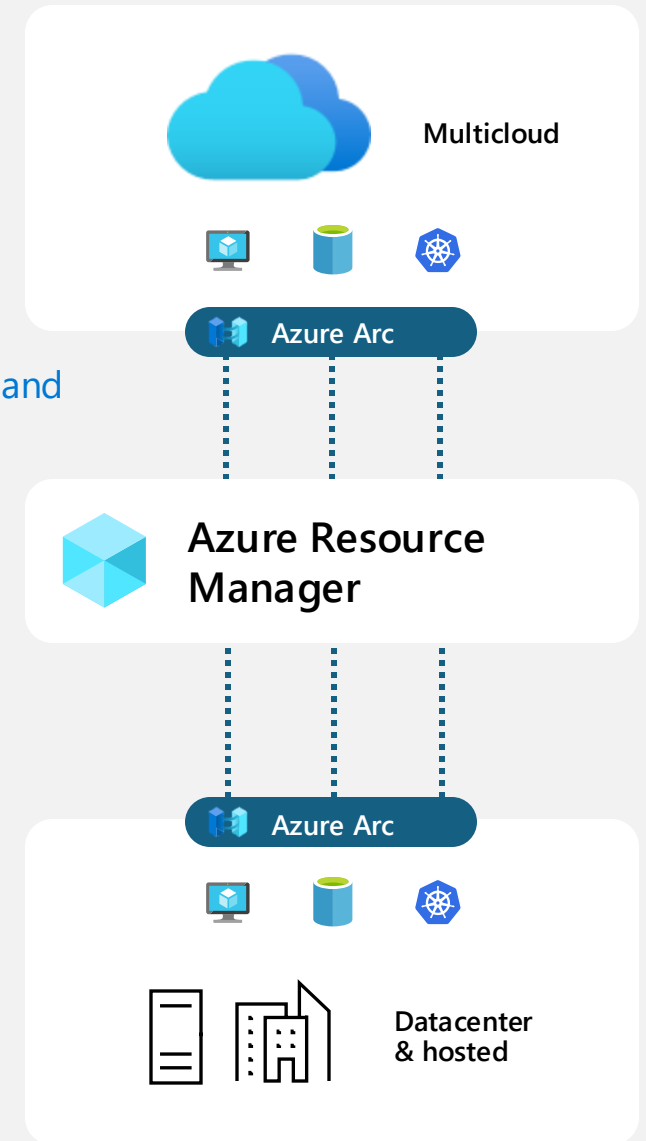 Multicloud
Azure Arc
and
Azure Resource
Manager
Azure Arc
Datacenter
& hosted